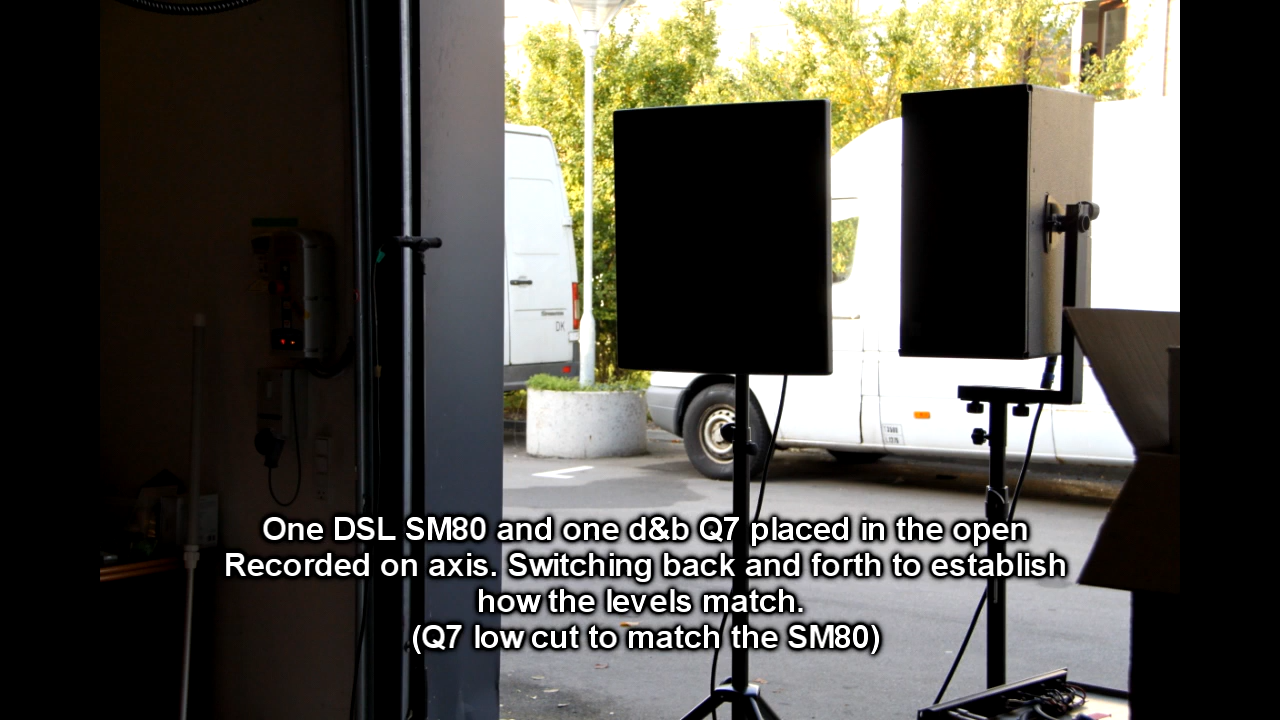 DK
One DSL SM80 and one d&b Q7 placed in the open
Recorded on axis. Switching back and forth to establish
how the levels match.
(Q7 low cut to match the SM80)